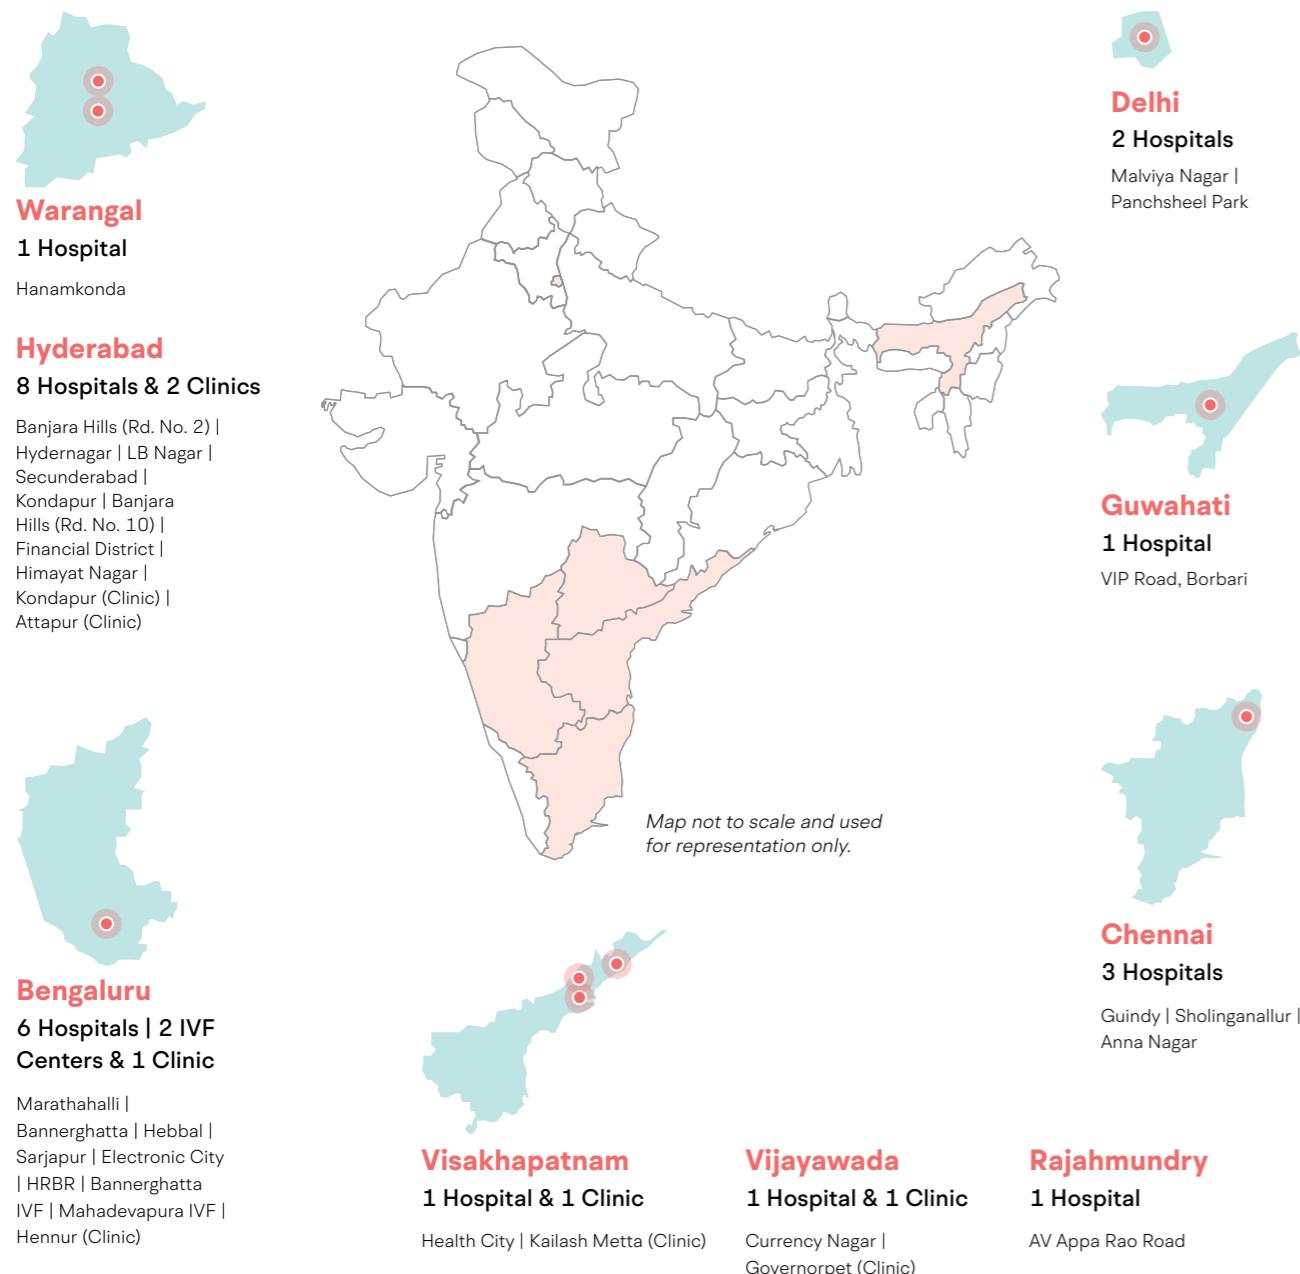 Warangal
1 Hospital
Hanamkonda
Hyderabad
8 Hospitals & 2 Clinics
Banjara Hills (Rd. No. 2) |
Hydernagar | LB Nagar |
Secunderabad |
Kondapur | Banjara
Hills (Rd. No. 10) |
Financial District |
Himayat Nagar |
Kondapur (Clinic) |
Attapur (Clinic)
Bengaluru
6 Hospitals | 2 IVF
Centers & 1 Clinic
Marathahalli |
Bannerghatta | Hebbal |
Sarjapur | Electronic City
| HRBR | Bannerghatta
IVF | Mahadevapura IVF |
Hennur (Clinic)
Map not to scale and used
for representation only.
Delhi
2 Hospitals
Malviya Nagar |
Panchsheel Park
Guwahati
1 Hospital
VIP Road, Borbari
Chennai
3 Hospitals
Guindy | Sholinganallur |
Anna Nagar
Visakhapatnam
1 Hospital & 1 Clinic
Health City | Kailash Metta (Clinic)
Vijayawada
1 Hospital & 1 Clinic
Currency Nagar |
Governorpet (Clinic)
Rajahmundry
1 Hospital
AV Appa Rao Road